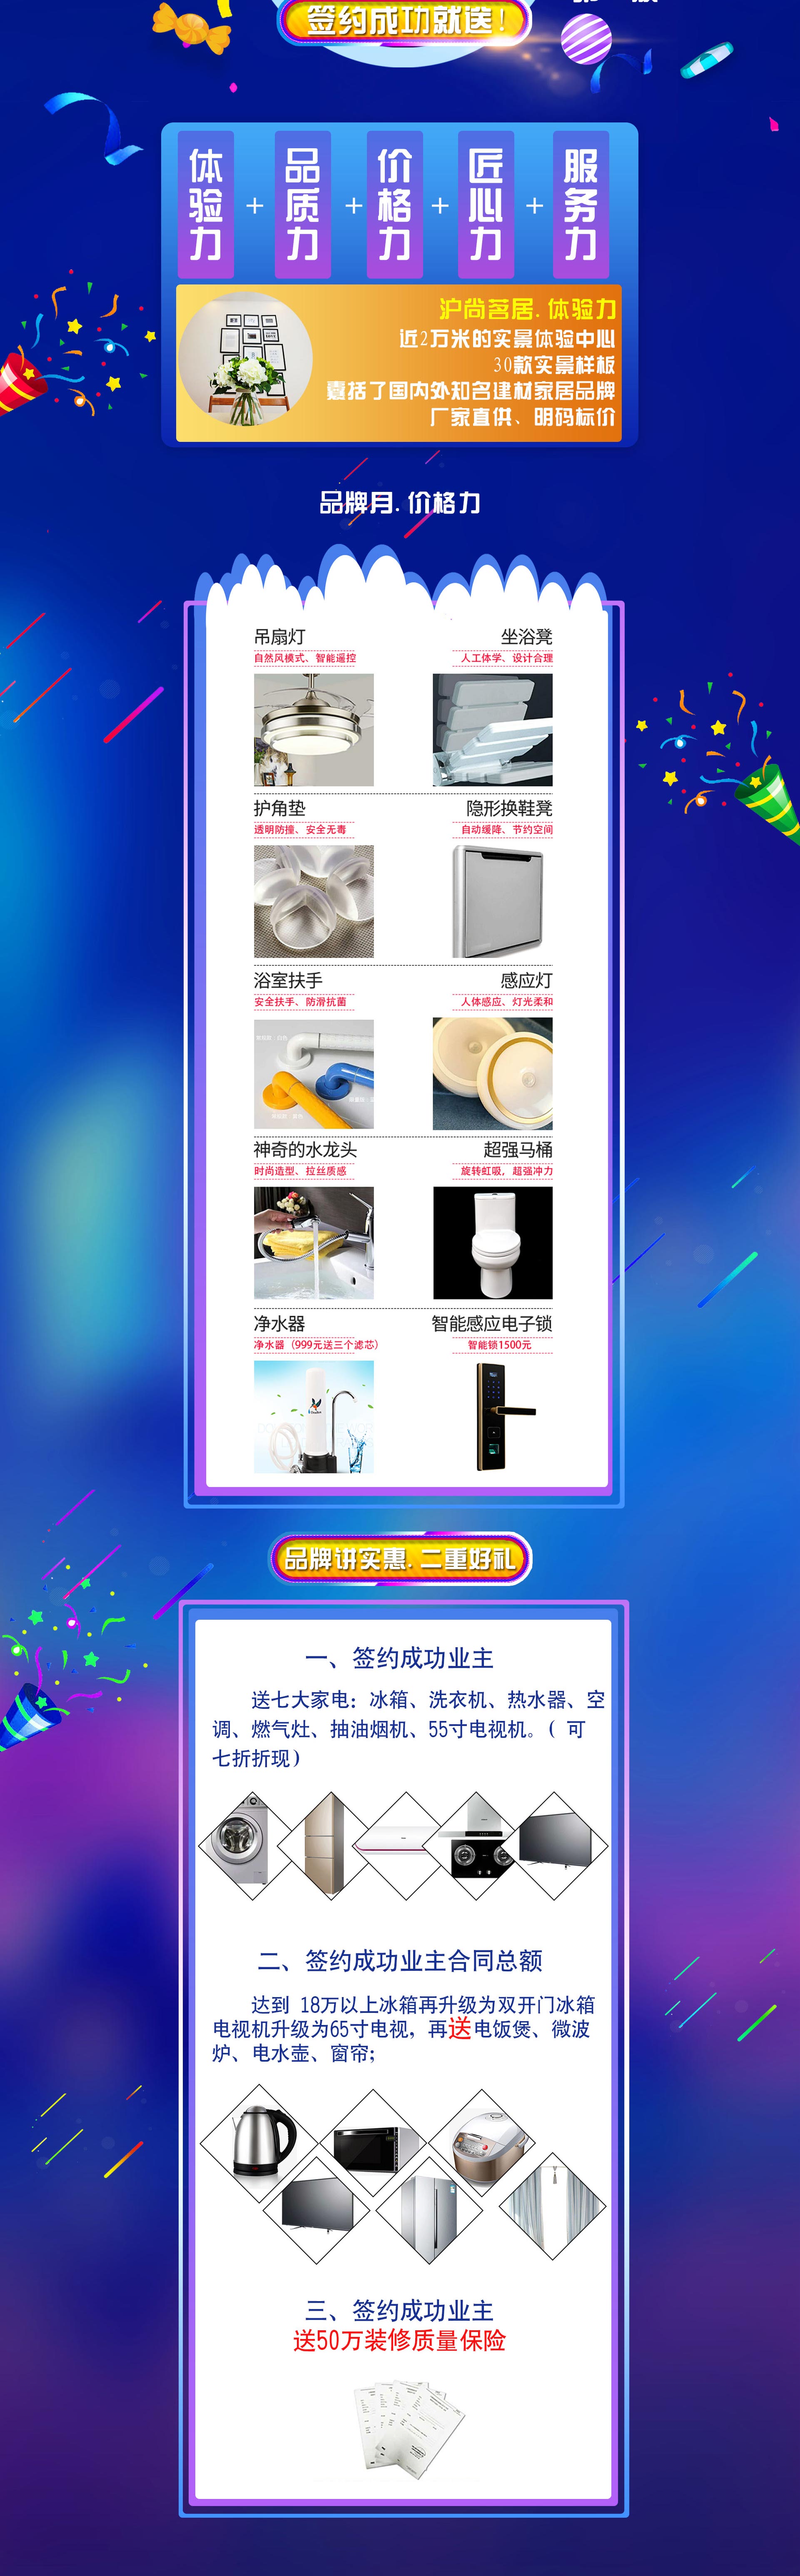 签约成功就送!
体验力 + 品质力 + 价格力 + 匠心力 + 服务力
沪尚茗居.体验力
近2万米的实景体验中心
30款实景样板
囊括了国内外知名建材家居品牌
厂家直供、明码标价
品牌月.价格力
吊扇灯
自然风模式、智能遥控
坐浴凳
人工体学、设计合理
护角垫
透明防撞、安全无毒
隐形换鞋凳
自动缓降、节约空间
浴室扶手
安全扶手、防滑抗菌
感应灯
人体感应、灯光柔和
神奇的水龙头
时尚造型、拉丝质感
超强马桶
旋转虹吸，超强冲力
净水器
净水器（999元送三个滤芯）
智能感应电子锁
智能锁1500元
品牌讲实惠.二重好礼
一、签约成功业主
送七大家电：冰箱、洗衣机、热水器、空
调、燃气灶、抽油烟机、55寸电视机。（ 可
七折折现）
二、签约成功业主合同总额
达到 18万以上冰箱再升级为双开门冰箱
电视机升级为65寸电视，再送电饭煲、微波
炉、电水壶、窗帘；
三、签约成功业主
送50万装修质量保险